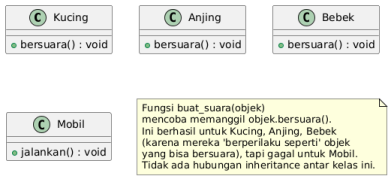 C Kucing
bersuara() : void
C Anjing
bersuara() : void
C Bebek
bersuara() : void
C Mobil
jalankan() : void
Fungsi buat_suara(objek)
mencoba memanggil objek.bersuara().
Ini berhasil untuk Kucing, Anjing, Bebek
(karena mereka 'berperilaku seperti' objek
yang bisa bersuara), tapi gagal untuk Mobil.
Tidak ada hubungan inheritance antar kelas ini.